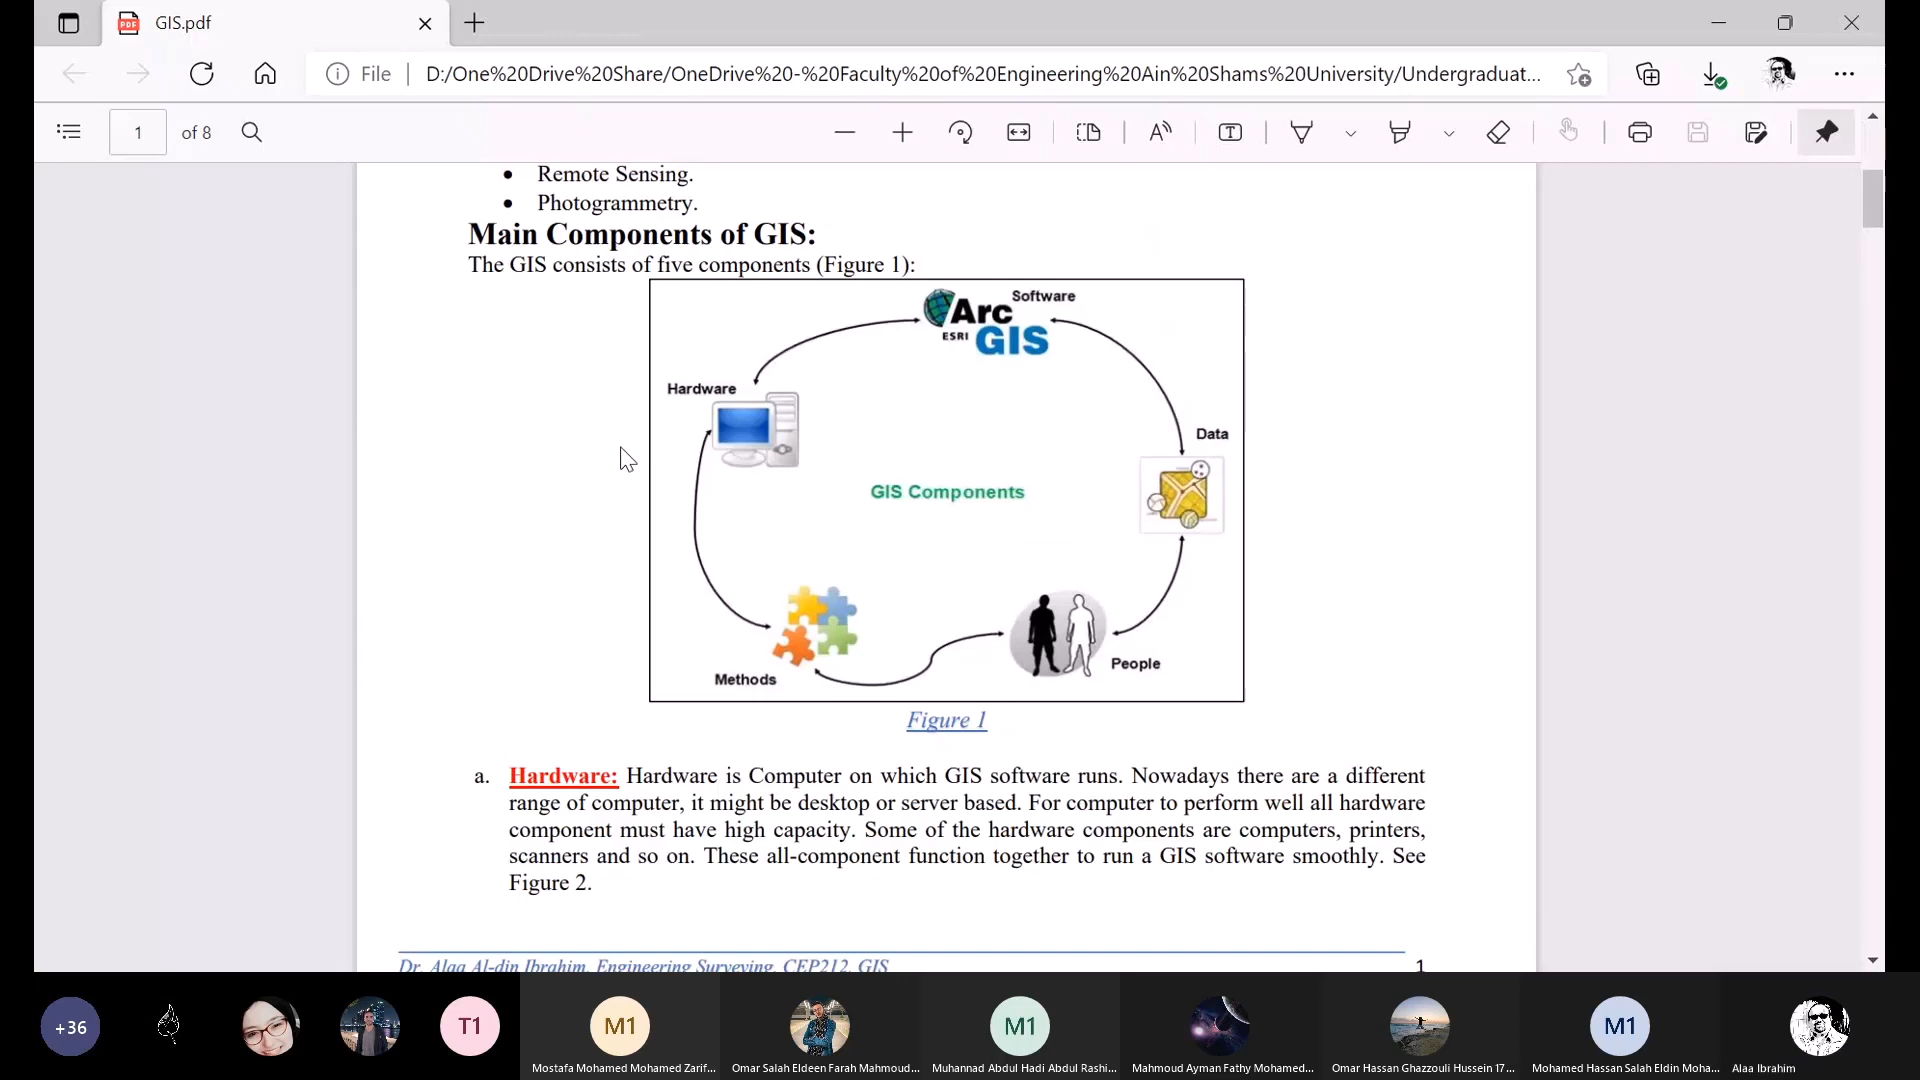 GIS.pdf
File
D:/One%20Drive%20Share/OneDrive%20-%20Faculty%20of%20Engineering%20Ain%20Shams%20University/Undergraduat...
1 of 8
• Remote Sensing.
• Photogrammetry.
Main Components of GIS:
The GIS consists of five components (Figure 1):
Software
Arc
ESRI GIS
Hardware
Data
GIS Components
People
Methods
Figure 1
a. Hardware: Hardware is Computer on which GIS software runs. Nowadays there are a different
range of computer, it might be desktop or server based. For computer to perform well all hardware
component must have high capacity. Some of the hardware components are computers, printers,
scanners and so on. These all-component function together to run a GIS software smoothly. See
Figure 2.
Dr. Alaa Al-din Ibrahim, Engineering Surveying, CEP212, GIS 1
+36
T1
M1
M1
M1
Mostafa Mohamed Mohamed Zarif...
Omar Salah Eldeen Farah Mahmoud...
Muhannad Abdul Hadi Abdul Rashi...
Mahmoud Ayman Fathy Mohamed...
Omar Hassan Ghazzouli Hussein 17...
Mohamed Hassan Salah Eldin Moha...
Alaa Ibrahim